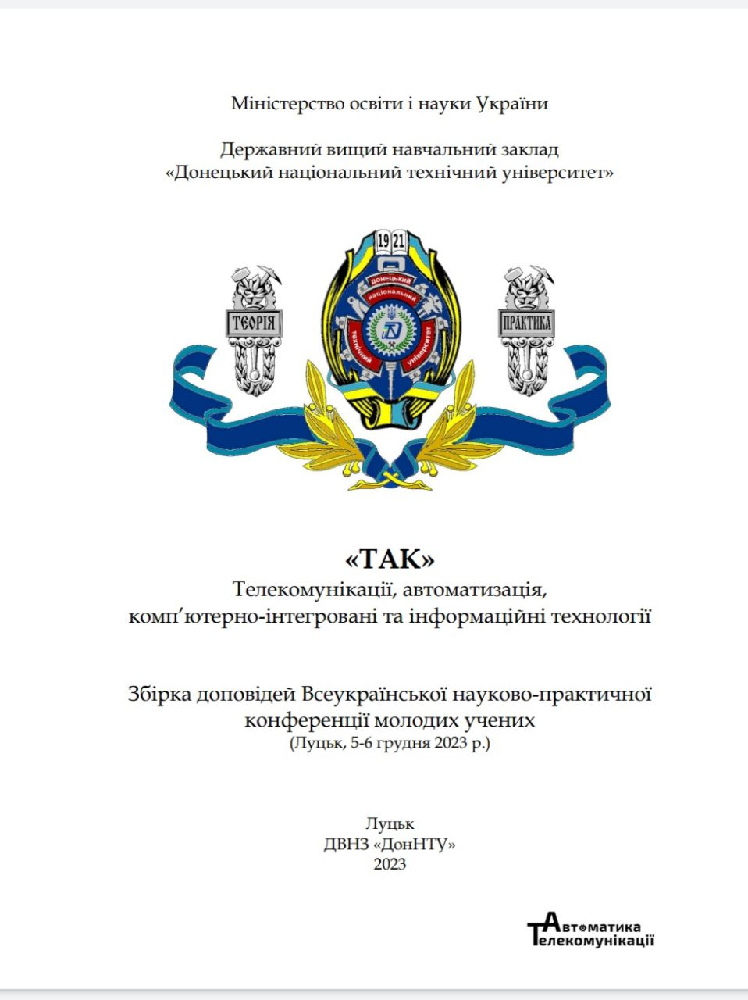 Міністерство освіти і науки України
Державний вищий навчальний заклад
«Донецький національний технічний університет»
19 21
ДОНЕЦЬКИЙ
національний
технічний
університет
ТЕОРІЯ
ПРАКТИКА
«ТАК»
Телекомунікації, автоматизація,
комп’ютерно-інтегровані та інформаційні технології
Збірка доповідей Всеукраїнської науково-практичної
конференції молодих учених
(Луцьк, 5-6 грудня 2023 р.)
Луцьк
ДВНЗ «ДонНТУ»
2023
Автоматика
Телекомунікації